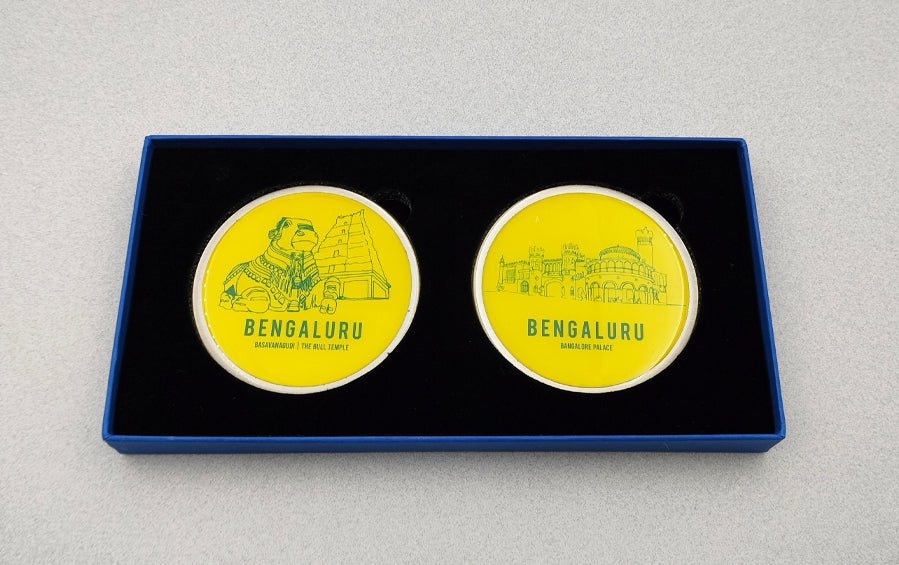 BENGALURU
BASAVANAGUDI | THE BULL TEMPLE
BENGALURU
BANGALORE PALACE